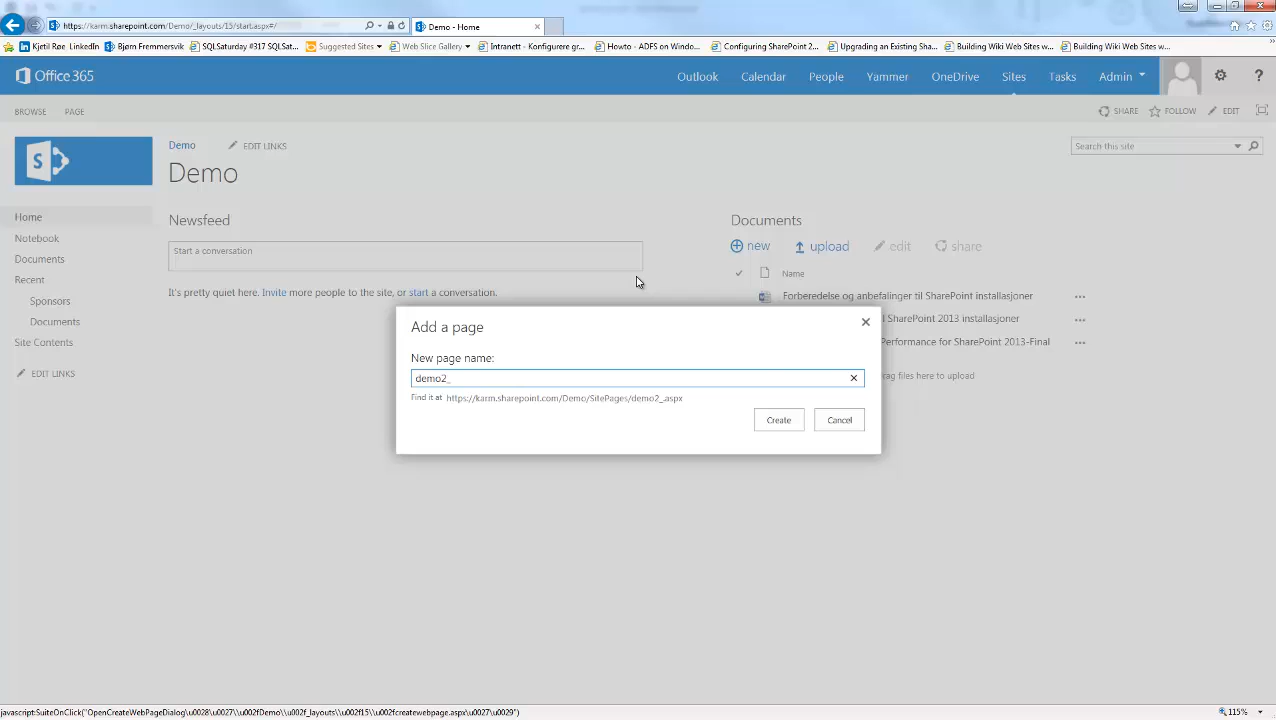 https://karm.sharepoint.com/Demo/_layouts/15/start.aspx#/
Demo - Home
Kjetil Røe LinkedIn
Bjørn Fremmersvik
SQLSaturday #317 SQLSat...
Suggested Sites
Web Slice Gallery
Intranett - Konfigurere gr...
Howto - ADFS on Windo...
Configuring SharePoint 2...
Upgrading an Existing Shar...
Building Wiki Web Sites w...
Building Wiki Web Sites w...
Office 365
Outlook
Calendar
People
Yammer
OneDrive
Sites
Tasks
Admin
?
BROWSE
PAGE
SHARE
FOLLOW
EDIT
Demo
EDIT LINKS
Search this site
Demo
Home
Notebook
Documents
Recent
Sponsors
Documents
Site Contents
EDIT LINKS
Newsfeed
Start a conversation
It's pretty quiet here. Invite more people to the site, or start a conversation.
Documents
new
upload
edit
share
Name
Forberedelse og anbefalinger til SharePoint installasjoner
SharePoint 2013 installasjoner
Performance for SharePoint 2013-Final
drag files here to upload
Add a page
New page name:
demo2_
Find it at https://karm.sharepoint.com/Demo/SitePages/demo2_.aspx
Create
Cancel
javascript:SuiteOnClick("OpenCreateWebPageDialog\u0028\u0027\\u002fDemo\\u002f_layouts\\u002f15\\u002fcreatewebpage.aspx\u0027\u0029")
115%